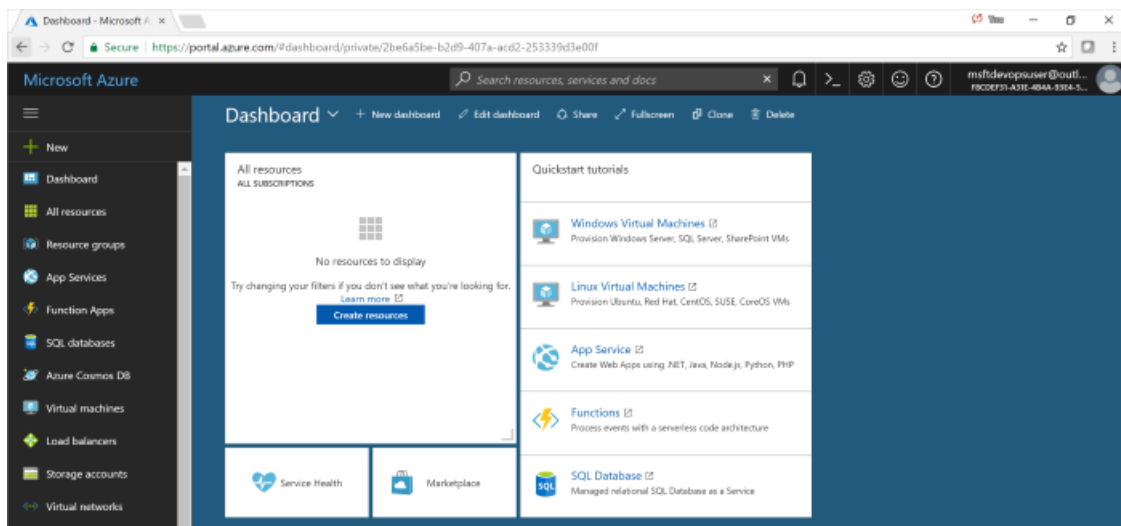 Dashboard - Microsoft A
Secure | https://portal.azure.com/#dashboard/private/2be6a5be-b2d9-407a-acd2-253339d3e00f
Microsoft Azure
Search resources, services and docs
msftdevopsuser@outl...
Dashboard
+ New dashboard
Edit dashboard
Share
Fullscreen
Clone
Delete
New
Dashboard
All resources
Resource groups
App Services
Function Apps
SQL databases
Azure Cosmos DB
Virtual machines
Load balancers
Storage accounts
Virtual networks
All resources
ALL SUBSCRIPTIONS
No resources to display
Try changing your filters if you don't see what you're looking for.
Learn more
Create resources
Service Health
Marketplace
Quickstart tutorials
Windows Virtual Machines
Provision Windows Server, SQL Server, SharePoint VMs
Linux Virtual Machines
Provision Ubuntu, Red Hat, CentOS, SUSE, CoreOS VMs
App Service
Create Web Apps using .NET, Java, Node.js, Python, PHP
Functions
Process events with a serverless code architecture
SQL
SQL Database
Managed relational SQL Database as a Service